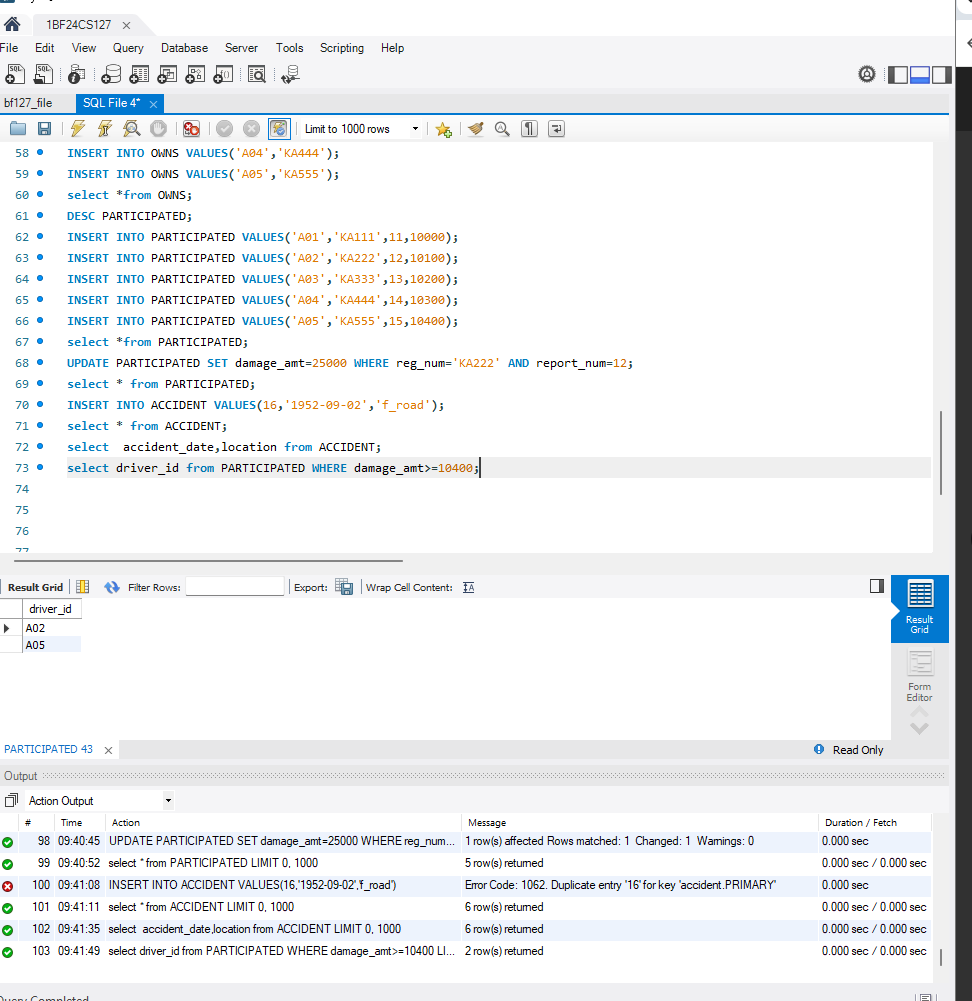 1BF24CS127 ×
File Edit View Query Database Server Tools Scripting Help
bf127_file SQL File 4* ×
Limit to 1000 rows
58 INSERT INTO OWNS VALUES('A04','KA444');
59 INSERT INTO OWNS VALUES('A05','KA555');
60 select *from OWNS;
61 DESC PARTICIPATED;
62 INSERT INTO PARTICIPATED VALUES('A01','KA111',11,10000);
63 INSERT INTO PARTICIPATED VALUES('A02','KA222',12,10100);
64 INSERT INTO PARTICIPATED VALUES('A03','KA333',13,10200);
65 INSERT INTO PARTICIPATED VALUES('A04','KA444',14,10300);
66 INSERT INTO PARTICIPATED VALUES('A05','KA555',15,10400);
67 select *from PARTICIPATED;
68 UPDATE PARTICIPATED SET damage_amt=25000 WHERE reg_num='KA222' AND report_num=12;
69 select * from PARTICIPATED;
70 INSERT INTO ACCIDENT VALUES(16,'1952-09-02','f_road');
71 select * from ACCIDENT;
72 select  accident_date,location from ACCIDENT;
73 select driver_id from PARTICIPATED WHERE damage_amt>=10400;
74
75
76
77
Result Grid Filter Rows: Export: Wrap Cell Content:
driver_id
A02
A05
Result Grid
Form Editor
PARTICIPATED 43 × Read Only
Output
Action Output
# Time Action Message Duration / Fetch
98 09:40:45 UPDATE PARTICIPATED SET damage_amt=25000 WHERE reg_num... 1 row(s) affected Rows matched: 1  Changed: 1  Warnings: 0 0.000 sec
99 09:40:52 select * from PARTICIPATED LIMIT 0, 1000 5 row(s) returned 0.000 sec / 0.000 sec
100 09:41:08 INSERT INTO ACCIDENT VALUES(16,'1952-09-02','f_road') Error Code: 1062. Duplicate entry '16' for key 'accident.PRIMARY' 0.000 sec
101 09:41:11 select * from ACCIDENT LIMIT 0, 1000 6 row(s) returned 0.000 sec / 0.000 sec
102 09:41:35 select  accident_date,location from ACCIDENT LIMIT 0, 1000 6 row(s) returned 0.000 sec / 0.000 sec
103 09:41:49 select driver_id from PARTICIPATED WHERE damage_amt>=10400 LI... 2 row(s) returned 0.000 sec / 0.000 sec
Query Completed